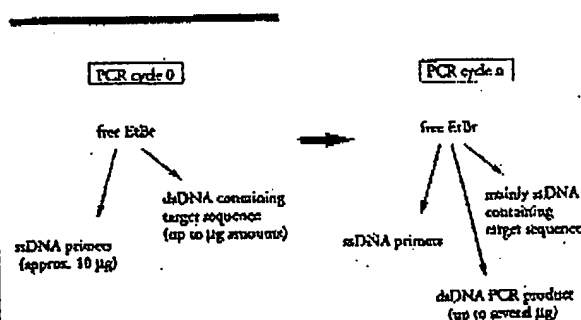 PCR cycle 0
free EtBr
dsDNA containing
target sequence
(up to µg amounts)
ssDNA primers
(approx. 10 µg)
PCR cycle n
free EtBr
mainly ssDNA
containing
target sequence
ssDNA primers
dsDNA PCR product
(up to several µg)